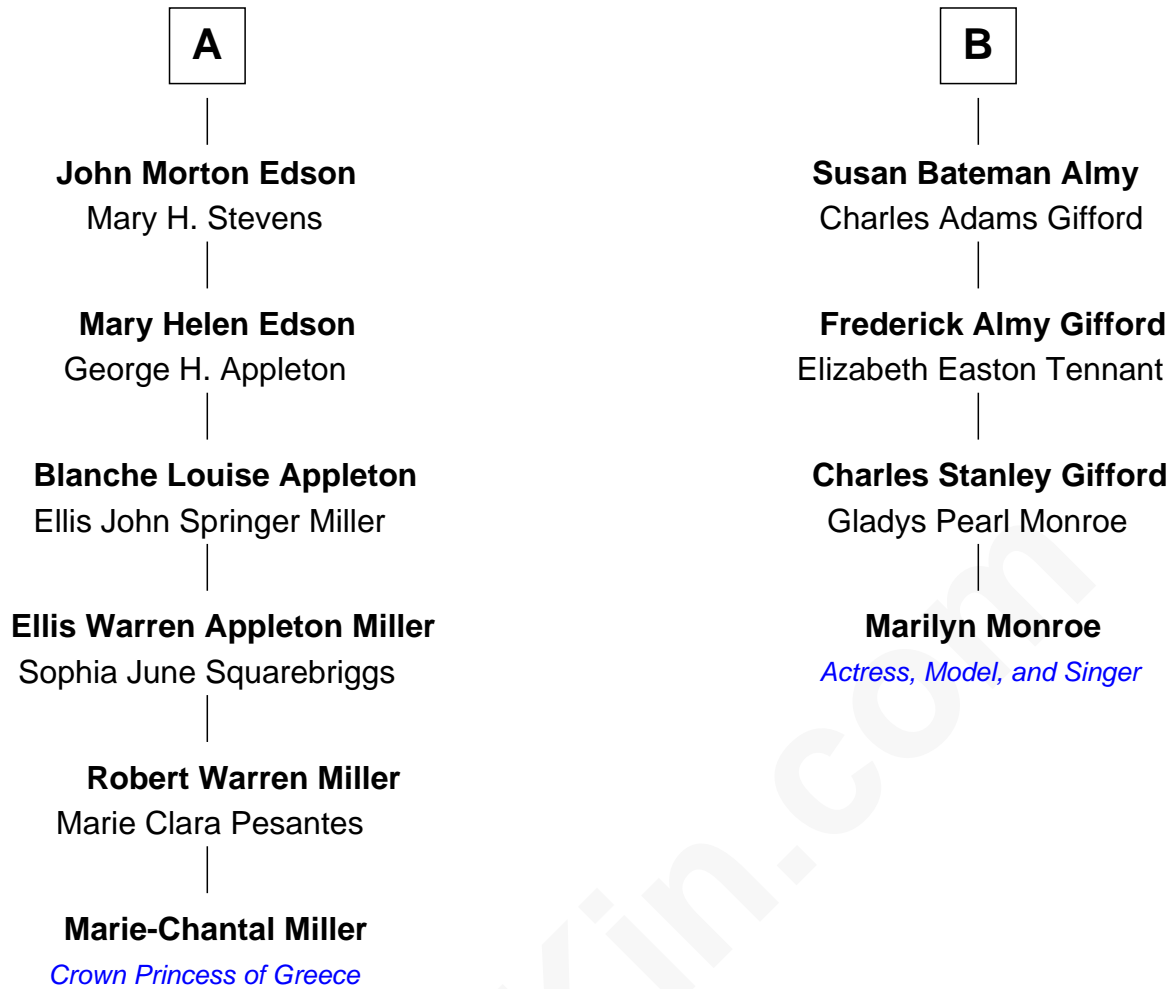 A
John Morton Edson
Mary H. Stevens
Mary Helen Edson
George H. Appleton
Blanche Louise Appleton
Ellis John Springer Miller
Ellis Warren Appleton Miller
Sophia June Squarebriggs
Robert Warren Miller
Marie Clara Pesantes
Marie-Chantal Miller
Crown Princess of Greece
B
Susan Bateman Almy
Charles Adams Gifford
Frederick Almy Gifford
Elizabeth Easton Tennant
Charles Stanley Gifford
Gladys Pearl Monroe
Marilyn Monroe
Actress, Model, and Singer
Kin.com